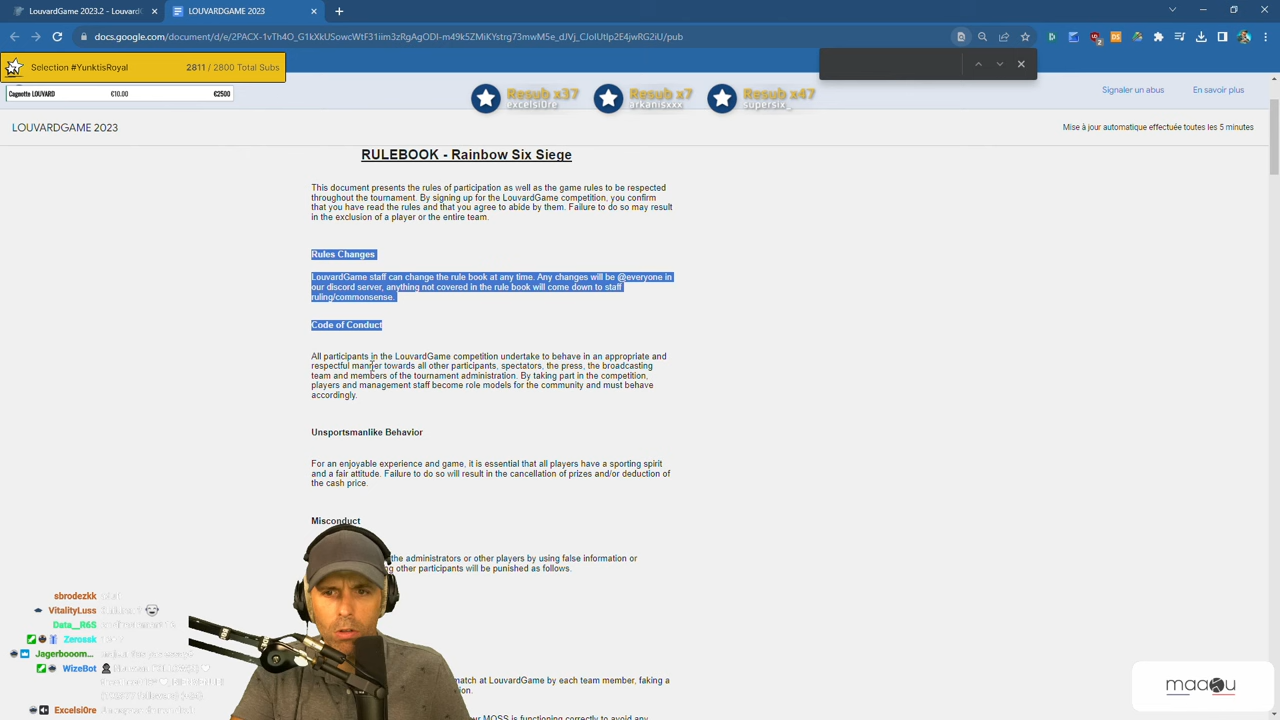 LouvardGame 2023.2 - Louvard
LOUVARDGAME 2023
docs.google.com/document/d/e/2PACX-1vTh4O_G1kXkUSowcWtF31iim3zRgAgODI-m49k5ZMiKYstrg73mwM5e_dJVj_CJolUtlp2E4jwRG2iU/pub
Selection #YunktisRoyal 2811 / 2800 Total Subs
Cagnotte LOUVARD €10.00 €2500
Resub x37
excelsi0re
Resub x7
arkanisxxx
Resub x47
supersix_
Signaler un abus En savoir plus
LOUVARDGAME 2023
Mise à jour automatique effectuée toutes les 5 minutes
RULEBOOK - Rainbow Six Siege
This document presents the rules of participation as well as the game rules to be respected
throughout the tournament. By signing up for the LouvardGame competition, you confirm
that you have read the rules and that you agree to abide by them. Failure to do so may result
in the exclusion of a player or the entire team.
Rules Changes
LouvardGame staff can change the rule book at any time. Any changes will be @everyone in
our discord server, anything not covered in the rule book will come down to staff
ruling/commonsense.
Code of Conduct
All participants in the LouvardGame competition undertake to behave in an appropriate and
respectful manner towards all other participants, spectators, the press, the broadcasting
team and members of the tournament administration. By taking part in the competition,
players and management staff become role models for the community and must behave
accordingly.
Unsportsmanlike Behavior
For an enjoyable experience and game, it is essential that all players have a sporting spirit
and a fair attitude. Failure to do so will result in the cancellation of prizes and/or deduction of
the cash price.
Misconduct
the administrators or other players by using false information or
other participants will be punished as follows.
match at LouvardGame by each team member, faking a
MOSS is functioning correctly to avoid any
sbrodezkk
VitalityLuss
Data__R6S
Zerossk
Jagerbooom...
WizeBot
Excelsi0re
maoou